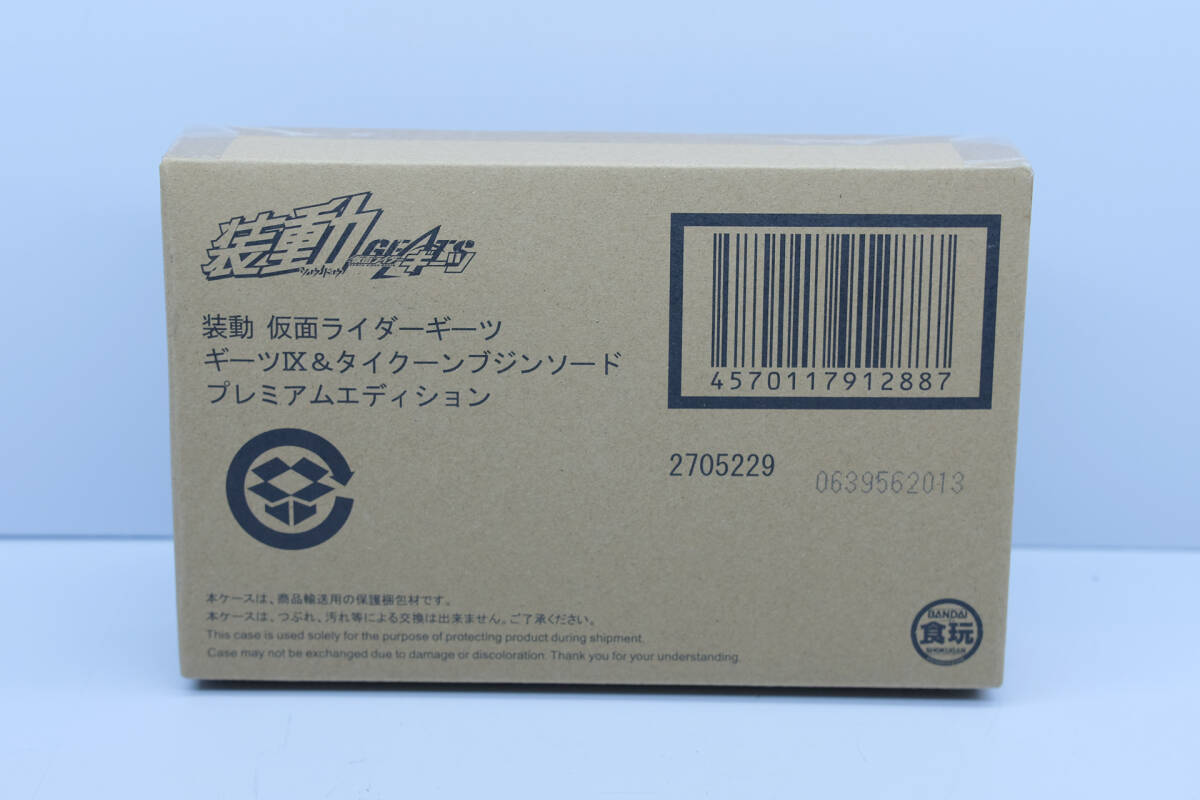 装動
ソウドウ
GEATS
仮面ライダー
ギーツ
装動 仮面ライダーギーツ
ギーツⅨ&タイクーンブジンソード
プレミアムエディション
4570117912887
2705229
0639562013
本ケースは、商品輸送用の保護梱包材です。
本ケースは、つぶれ、汚れ等による交換は出来ません。ご了承ください。
This case is used solely for the purpose of protecting product during shipment.
Case may not be exchanged due to damage or discoloration. Thank you for your understanding.
BANDAI
食玩
SHOKUGAN